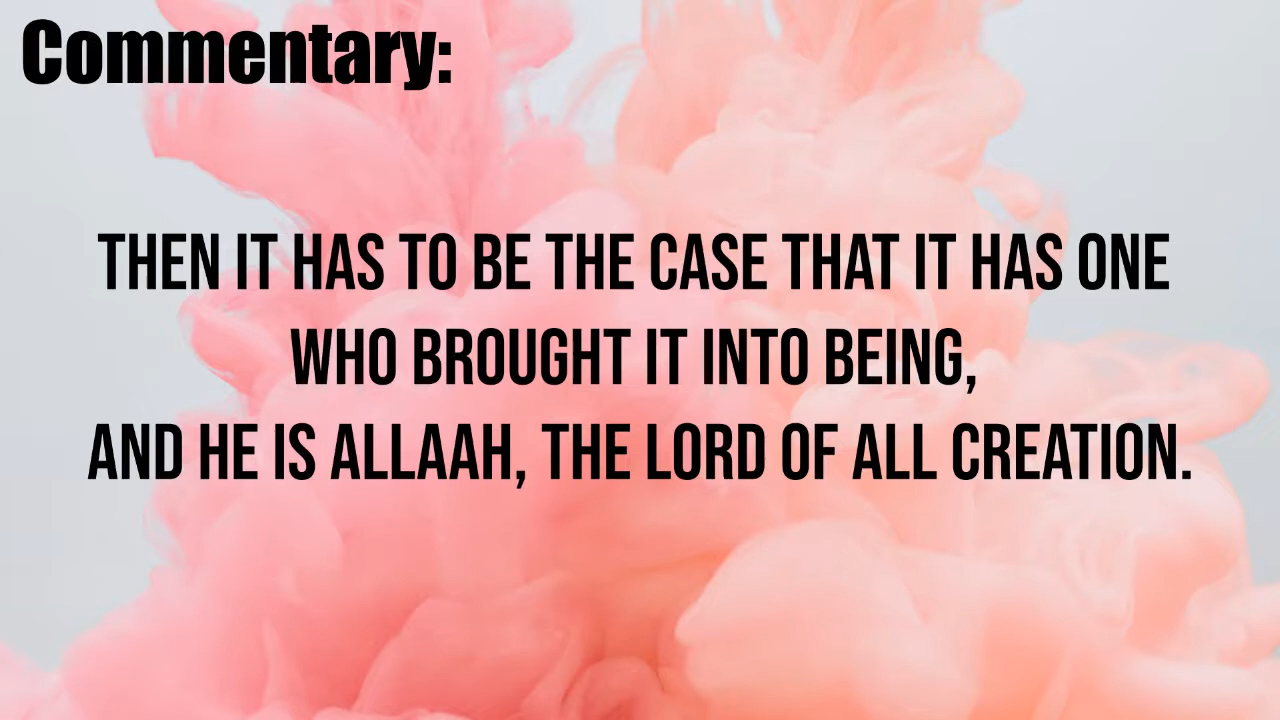 Commentary:
THEN IT HAS TO BE THE CASE THAT IT HAS ONE
WHO BROUGHT IT INTO BEING,
AND HE IS ALLAAH, THE LORD OF ALL CREATION.